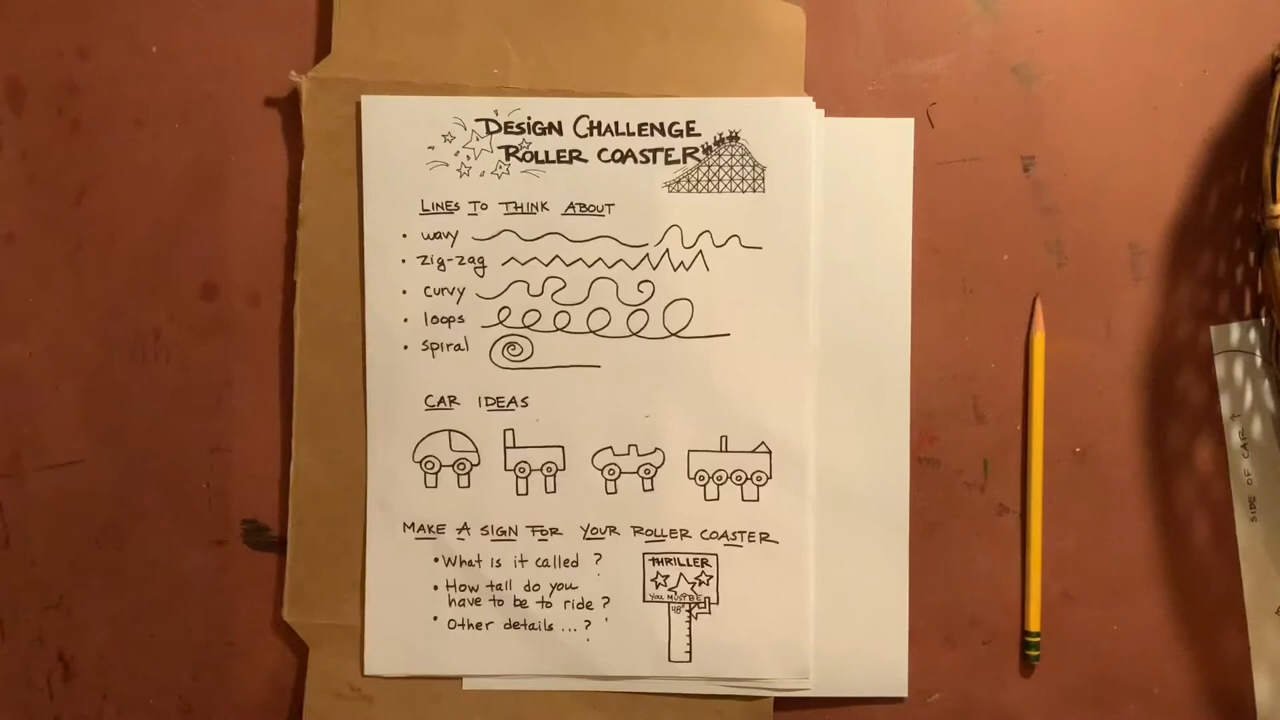 DESIGN CHALLENGE
ROLLER COASTER
LINES TO THINK ABOUT
• wavy
• zig-zag
• curvy
• loops
• spiral
CAR IDEAS
MAKE A SIGN FOR YOUR ROLLER COASTER
• What is it called ?
• How tall do you
have to be to ride ?
• Other details ... ?
THRILLER
YOU MUST BE
48"
SIDE OF CAR ↑